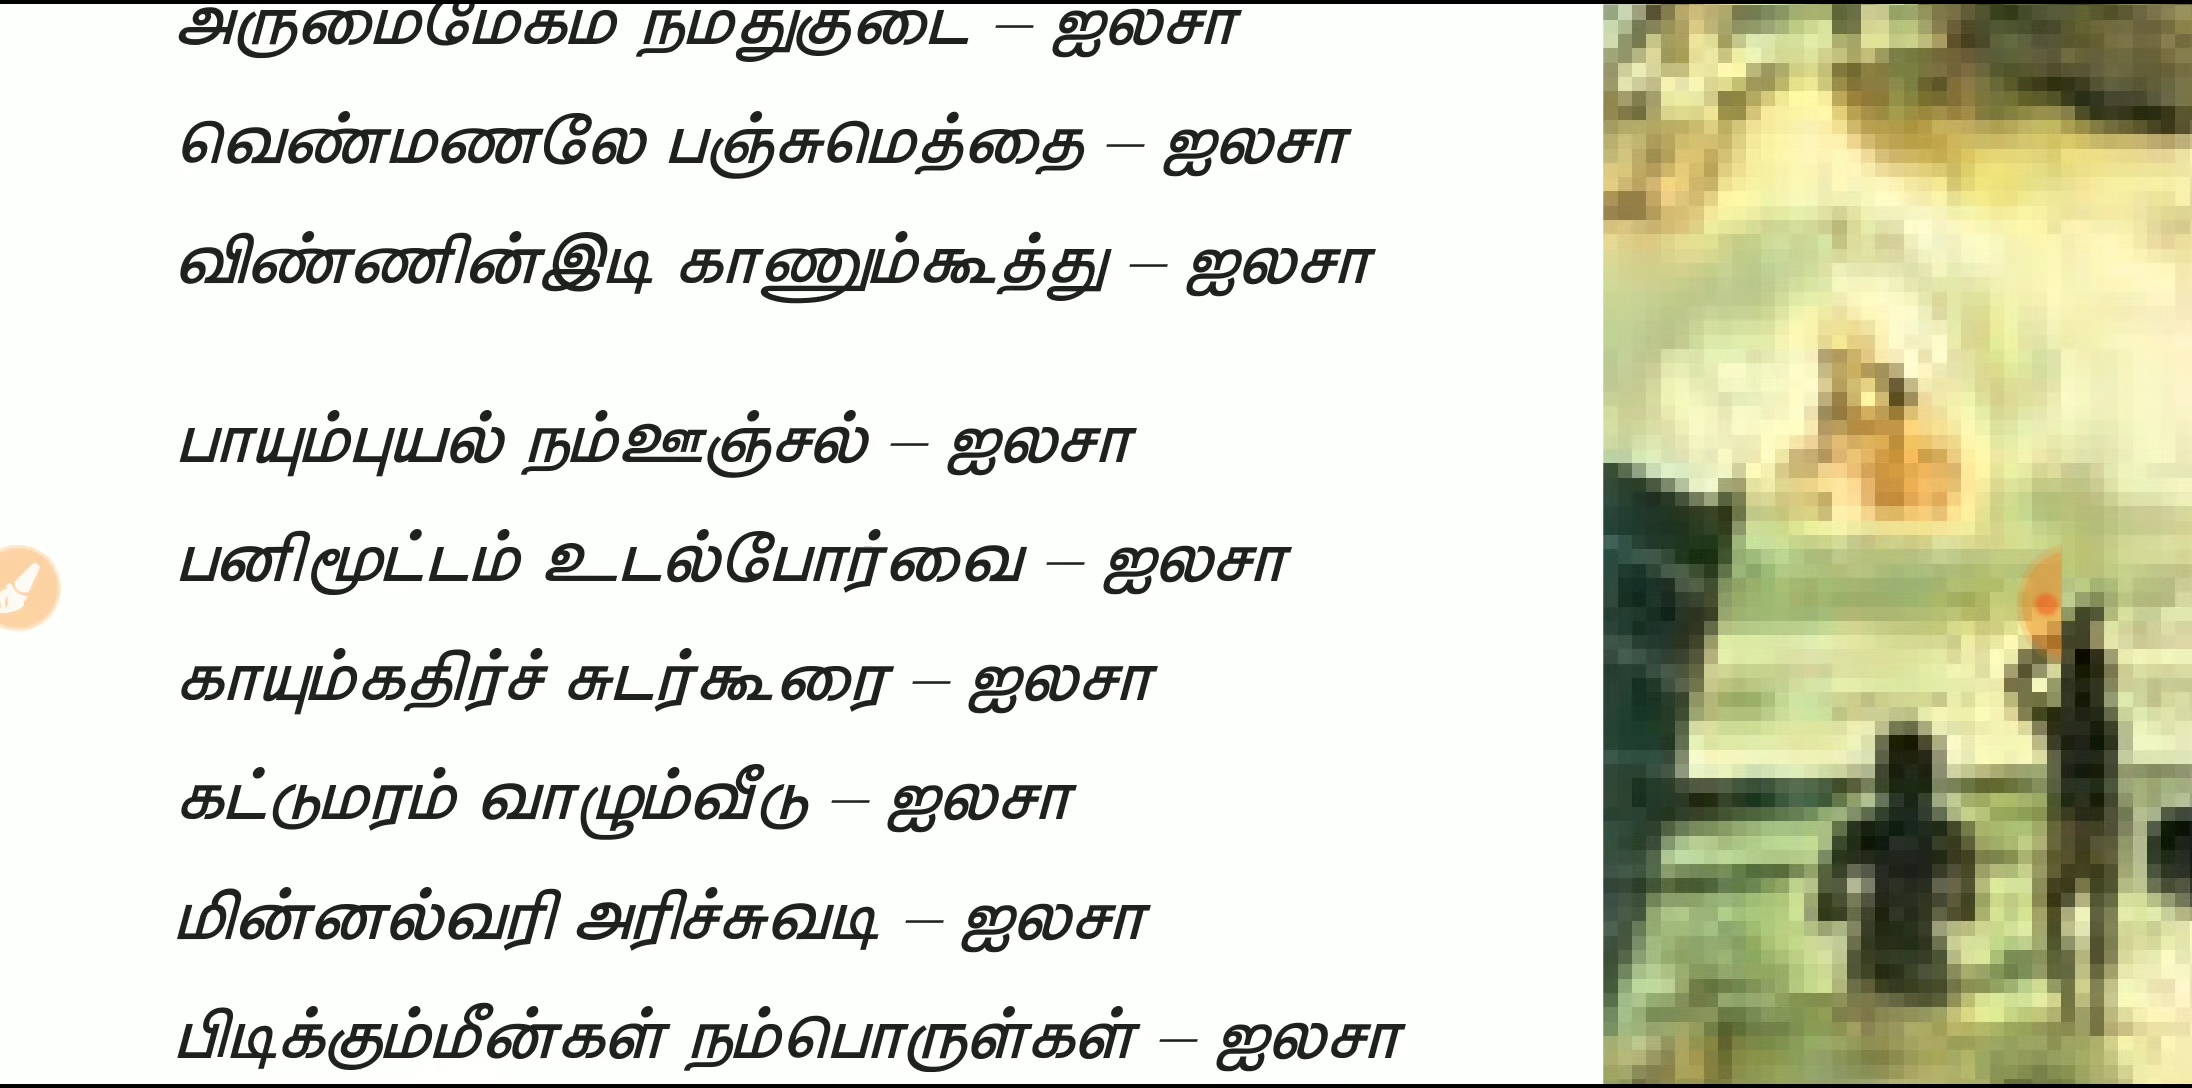 அருமைமேகம் நமதுகுடை – ஐலசா
வெண்மணலே பஞ்சுமெத்தை – ஐலசா
விண்ணின்இடி காணும்கூத்து – ஐலசா
பாயும்புயல் நம்ஊஞ்சல் – ஐலசா
பனிமூட்டம் உடல்போர்வை – ஐலசா
காயும்கதிர்ச் சுடர்கூரை – ஐலசா
கட்டுமரம் வாழும்வீடு – ஐலசா
மின்னல்வரி அரிச்சுவடி – ஐலசா
பிடிக்கும்மீன்கள் நம்பொருள்கள் – ஐலசா